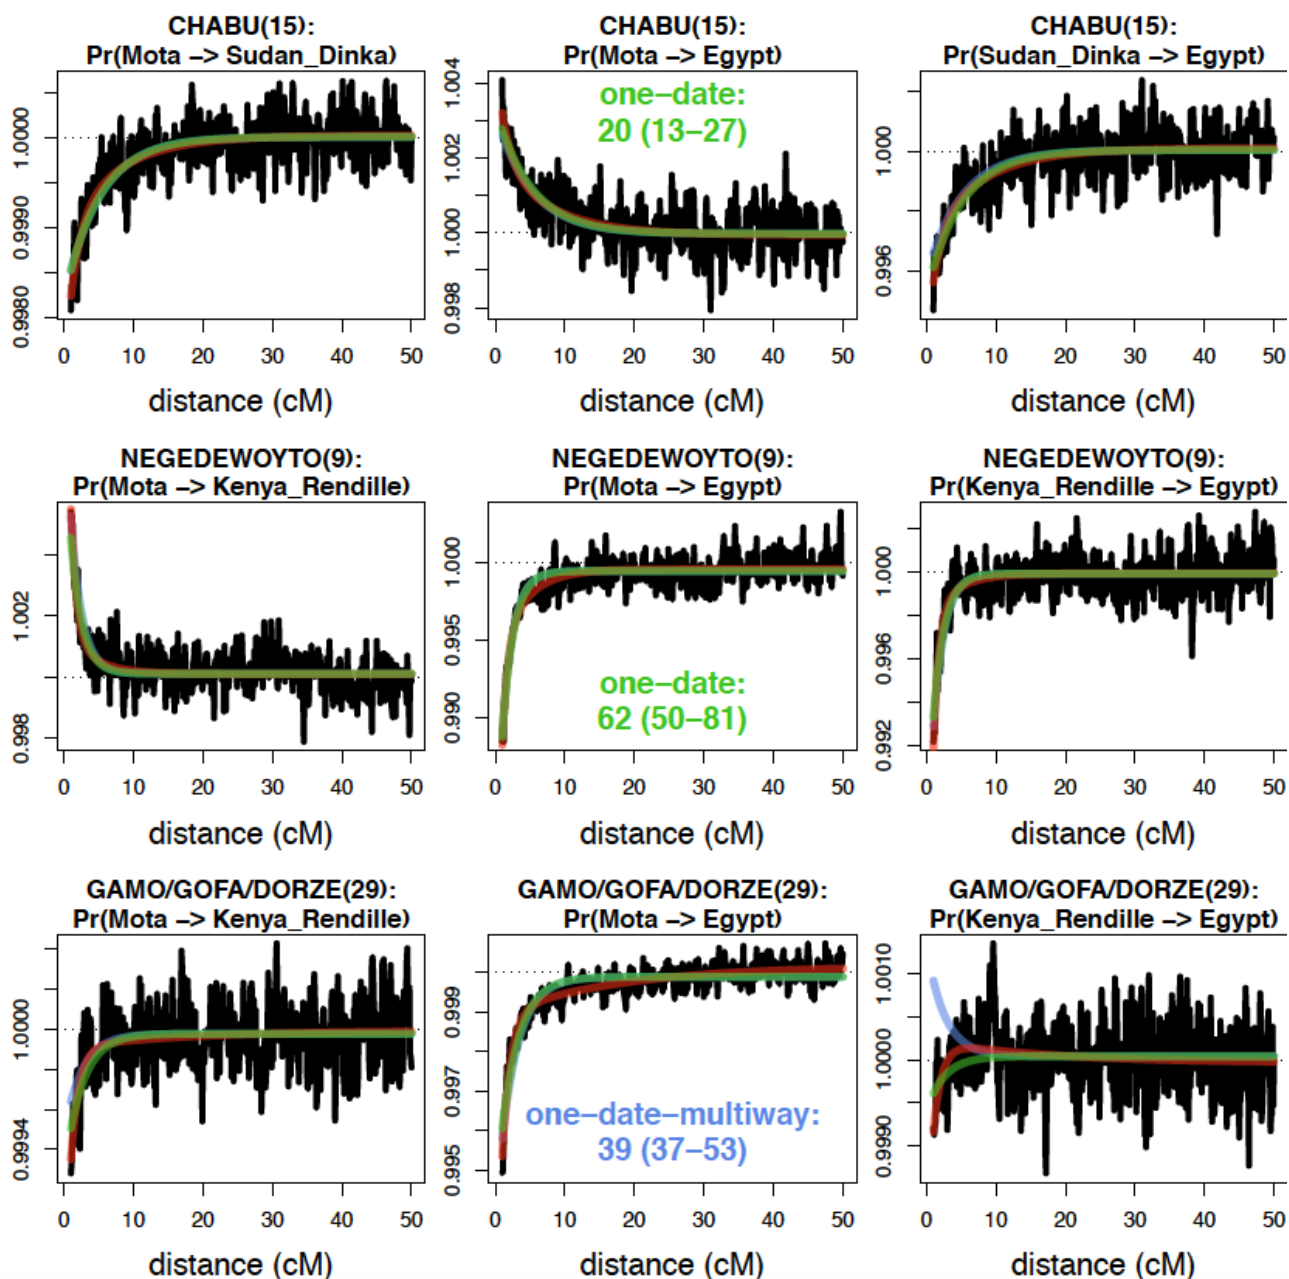 CHABU(15):
Pr(Mota −> Sudan_Dinka)
0.9980 0.9990 1.0000
0 10 20 30 40 50
distance (cM)
CHABU(15):
Pr(Mota −> Egypt)
one−date:
20 (13−27)
0.998 1.000 1.002 1.004
0 10 20 30 40 50
distance (cM)
CHABU(15):
Pr(Sudan_Dinka −> Egypt)
0.996 1.000
0 10 20 30 40 50
distance (cM)
NEGEDEWOYTO(9):
Pr(Mota −> Kenya_Rendille)
0.998 1.002
0 10 20 30 40 50
distance (cM)
NEGEDEWOYTO(9):
Pr(Mota −> Egypt)
one−date:
62 (50−81)
0.990 0.995 1.000
0 10 20 30 40 50
distance (cM)
NEGEDEWOYTO(9):
Pr(Kenya_Rendille −> Egypt)
0.992 0.996 1.000
0 10 20 30 40 50
distance (cM)
GAMO/GOFA/DORZE(29):
Pr(Mota −> Kenya_Rendille)
0.9994 1.0000
0 10 20 30 40 50
distance (cM)
GAMO/GOFA/DORZE(29):
Pr(Mota −> Egypt)
one−date−multiway:
39 (37−53)
0.995 0.997 0.999
0 10 20 30 40 50
distance (cM)
GAMO/GOFA/DORZE(29):
Pr(Kenya_Rendille −> Egypt)
0.9990 1.0000 1.0010
0 10 20 30 40 50
distance (cM)